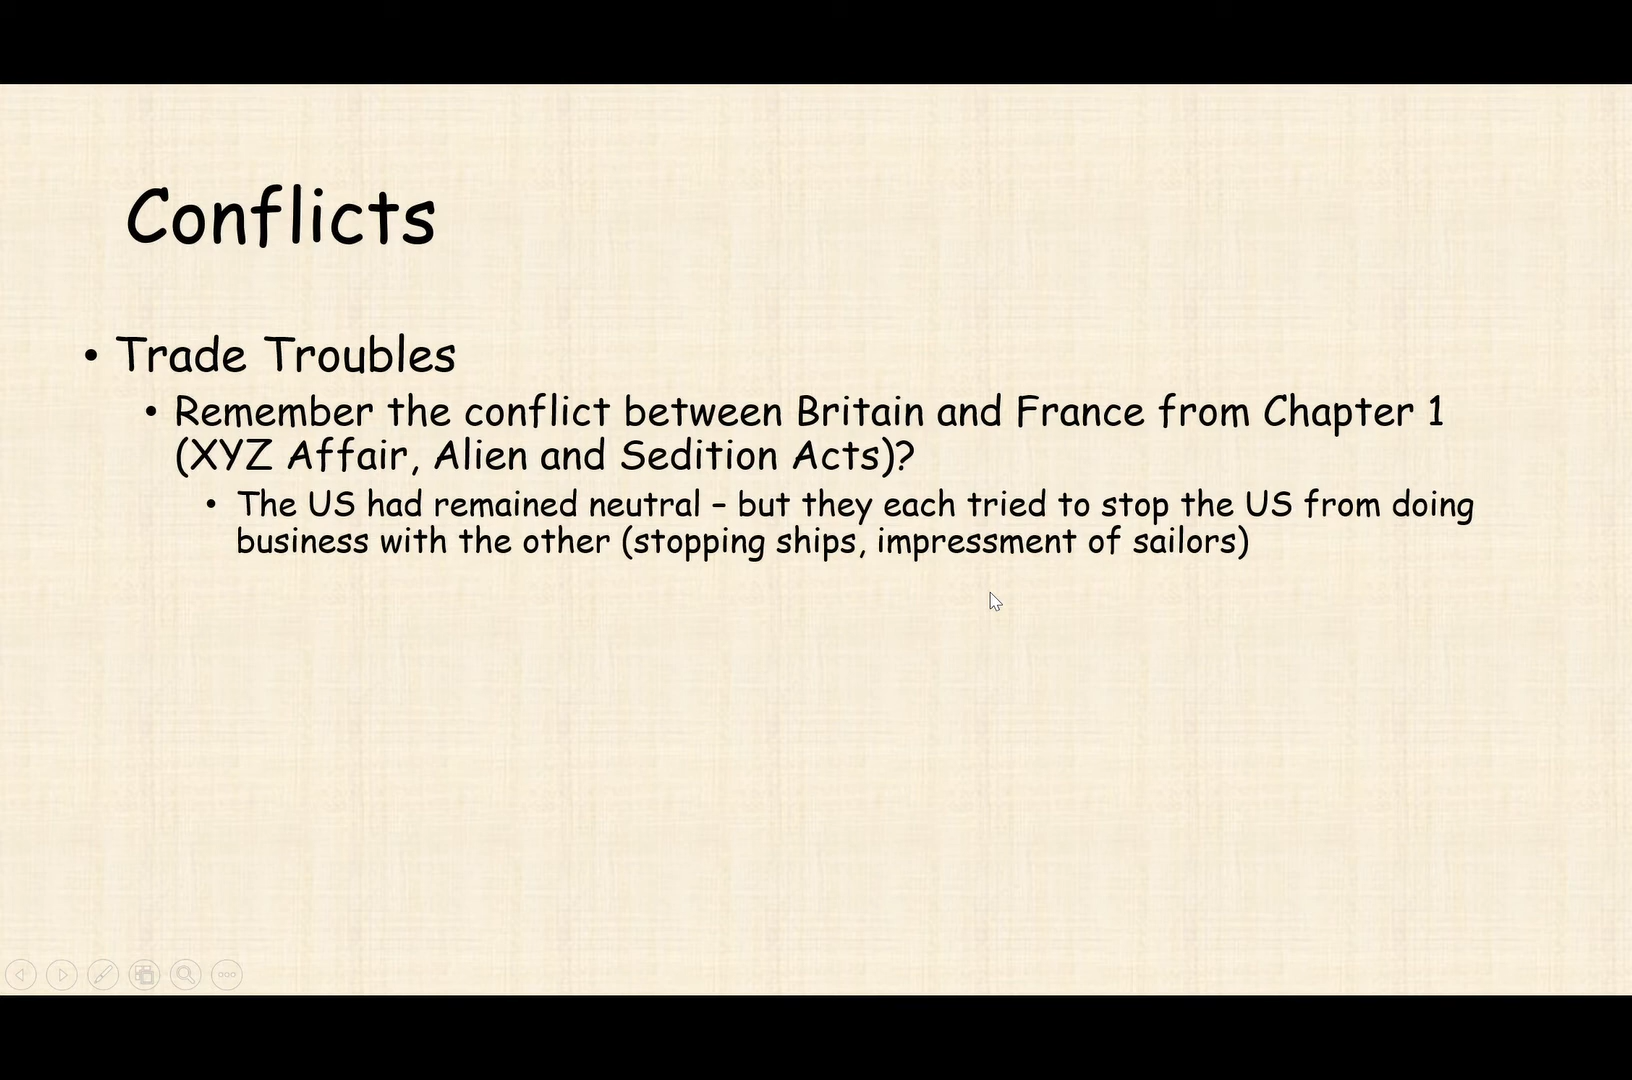 Conflicts
• Trade Troubles
• Remember the conflict between Britain and France from Chapter 1
(XYZ Affair, Alien and Sedition Acts)?
• The US had remained neutral – but they each tried to stop the US from doing
business with the other (stopping ships, impressment of sailors)